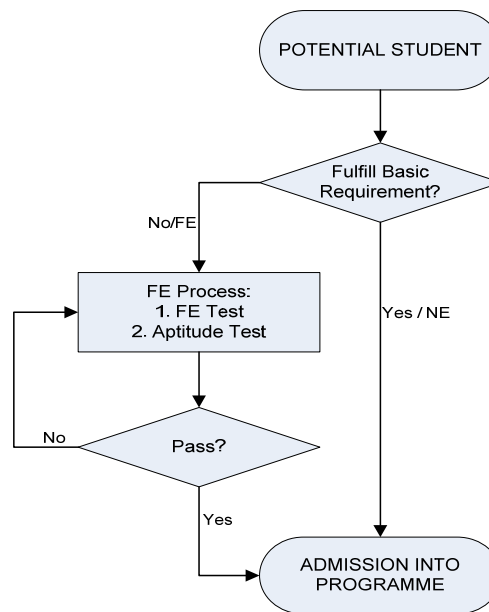 POTENTIAL STUDENT
Fulfill Basic
Requirement?
No/FE
FE Process:
1. FE Test
2. Aptitude Test
Yes / NE
Pass?
No
Yes
ADMISSION INTO
PROGRAMME